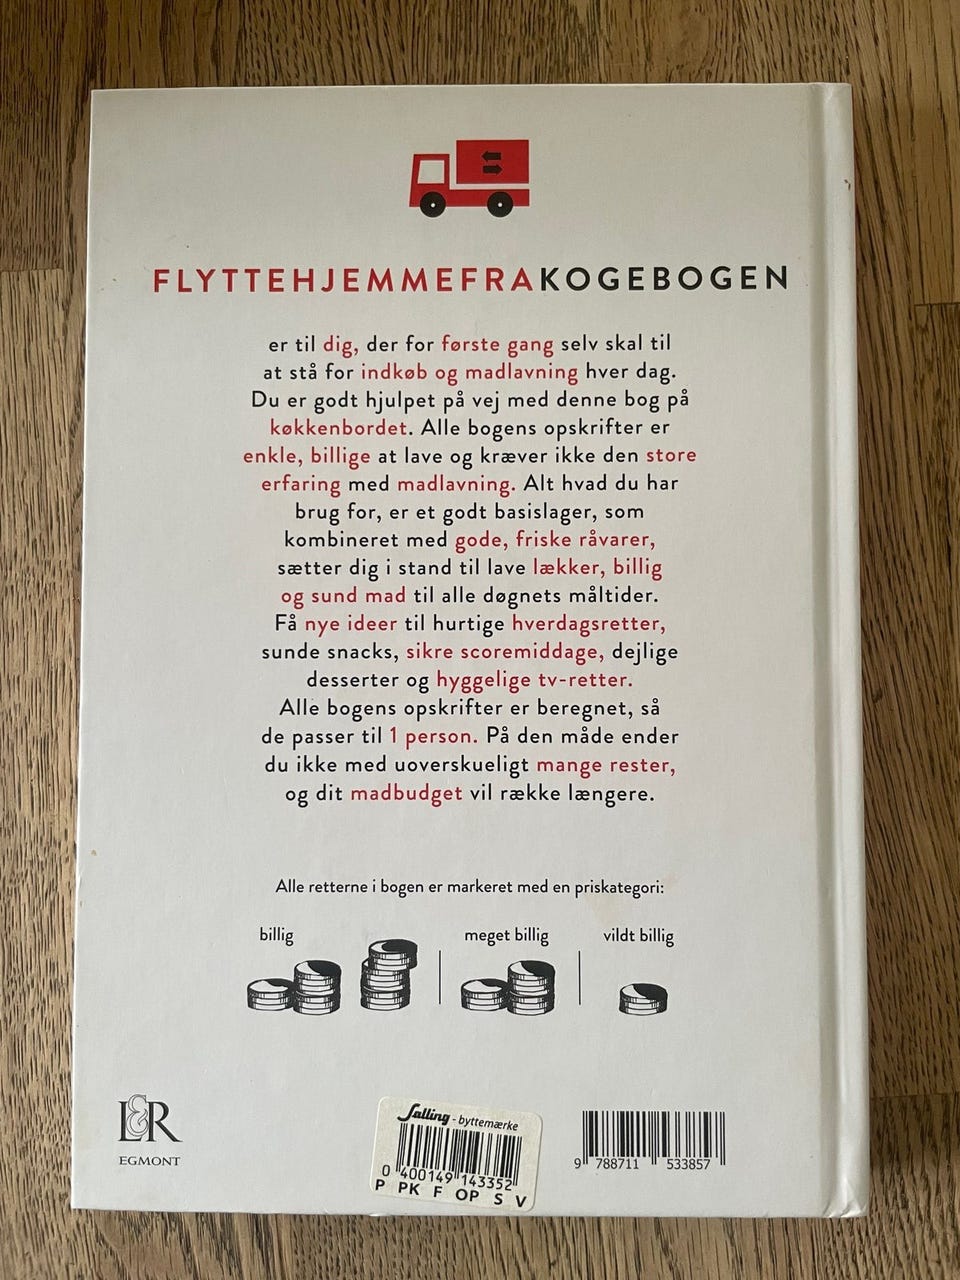 FLYTTEHJEMMEFRAKOGEBOGEN
er til dig, der for første gang selv skal til
at stå for indkøb og madlavning hver dag.
Du er godt hjulpet på vej med denne bog på
køkkenbordet. Alle bogens opskrifter er
enkle, billige at lave og kræver ikke den store
erfaring med madlavning. Alt hvad du har
brug for, er et godt basislager, som
kombineret med gode, friske råvarer,
sætter dig i stand til lave lækker, billig
og sund mad til alle døgnets måltider.
Få nye ideer til hurtige hverdagsretter,
sunde snacks, sikre scoremiddage, dejlige
desserter og hyggelige tv-retter.
Alle bogens opskrifter er beregnet, så
de passer til 1 person. På den måde ender
du ikke med uoverskueligt mange rester,
og dit madbudget vil række længere.
Alle retterne i bogen er markeret med en priskategori:
billig meget billig vildt billig
L&R
EGMONT
Salling - byttemærke
0 400149 143352
P PK F OP S V
9 788711 533857